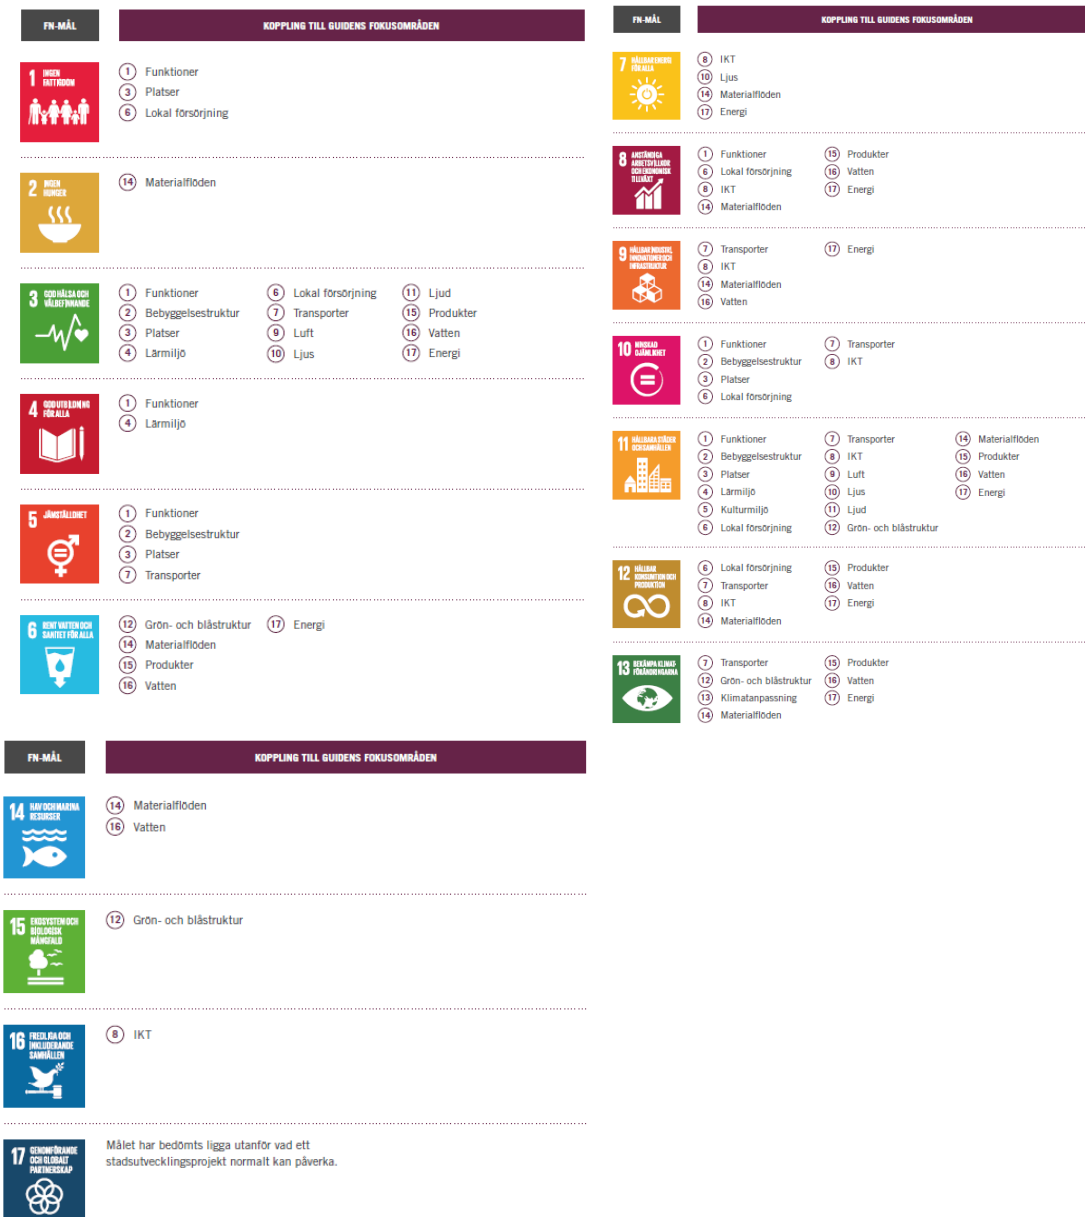 FN-MÅL
KOPPLING TILL GUIDENS FOKUSOMRÅDEN
1 INGEN
FATTIGDOM
1 Funktioner
3 Platser
6 Lokal försörjning
2 INGEN
HUNGER
14 Materialflöden
3 GOD HÄLSA OCH
VÄLBEFINNANDE
1 Funktioner
2 Bebyggelsestruktur
3 Platser
4 Lärmiljö
6 Lokal försörjning
7 Transporter
9 Luft
10 Ljus
11 Ljud
15 Produkter
16 Vatten
17 Energi
4 GOD UTBILDNING
FÖR ALLA
1 Funktioner
4 Lärmiljö
5 JÄMSTÄLLDHET
1 Funktioner
2 Bebyggelsestruktur
3 Platser
7 Transporter
6 RENT VATTEN OCH
SANITET FÖR ALLA
12 Grön- och blåstruktur
14 Materialflöden
15 Produkter
16 Vatten
17 Energi
FN-MÅL
KOPPLING TILL GUIDENS FOKUSOMRÅDEN
7 HÅLLBAR ENERGI
FÖR ALLA
8 IKT
10 Ljus
14 Materialflöden
17 Energi
8 ANSTÄNDIGA
ARBETSVILLKOR
OCH EKONOMISK
TILLVÄXT
1 Funktioner
6 Lokal försörjning
8 IKT
14 Materialflöden
15 Produkter
16 Vatten
17 Energi
9 HÅLLBAR INDUSTRI,
INNOVATIONER OCH
INFRASTRUKTUR
7 Transporter
8 IKT
14 Materialflöden
16 Vatten
17 Energi
10 MINSKAD
OJÄMLIKHET
1 Funktioner
2 Bebyggelsestruktur
3 Platser
6 Lokal försörjning
7 Transporter
8 IKT
11 HÅLLBARA STÄDER
OCH SAMHÄLLEN
1 Funktioner
2 Bebyggelsestruktur
3 Platser
4 Lärmiljö
5 Kulturmiljö
6 Lokal försörjning
7 Transporter
8 IKT
9 Luft
10 Ljus
11 Ljud
12 Grön- och blåstruktur
14 Materialflöden
15 Produkter
16 Vatten
17 Energi
12 HÅLLBAR
KONSUMTION OCH
PRODUKTION
6 Lokal försörjning
7 Transporter
8 IKT
14 Materialflöden
15 Produkter
16 Vatten
17 Energi
13 BEKÄMPA KLIMAT-
FÖRÄNDRINGARNA
7 Transporter
12 Grön- och blåstruktur
13 Klimatanpassning
14 Materialflöden
15 Produkter
16 Vatten
17 Energi
FN-MÅL
KOPPLING TILL GUIDENS FOKUSOMRÅDEN
14 HAV OCH MARINA
RESURSER
14 Materialflöden
16 Vatten
15 EKOSYSTEM OCH
BIOLOGISK
MÅNGFALD
12 Grön- och blåstruktur
16 FREDLIGA OCH
INKLUDERANDE
SAMHÄLLEN
8 IKT
17 GENOMFÖRANDE
OCH GLOBALT
PARTNERSKAP
Målet har bedömts ligga utanför vad ett
stadsutvecklingsprojekt normalt kan påverka.